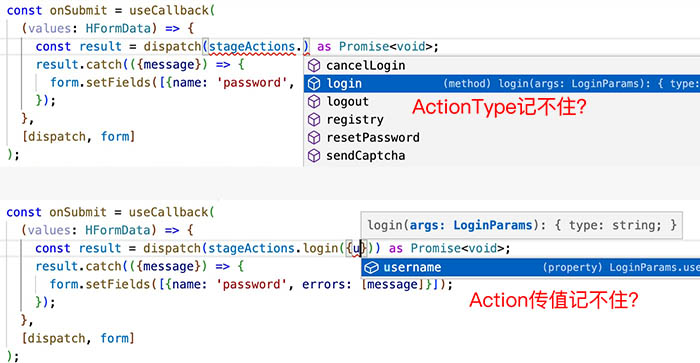 const onSubmit = useCallback(
(values: HFormData) => {
const result = dispatch(stageActions.) as Promise<void>;
result.catch(({message}) => {
form.setFields([{name: 'password',
});
},
[dispatch, form]
);
cancelLogin
login (method) login(args: LoginParams): { type:
logout
registry
resetPassword
sendCaptcha
ActionType记不住?
const onSubmit = useCallback(
(values: HFormData) => {
login(args: LoginParams): { type: string; }
const result = dispatch(stageActions.login({u})) as Promise<void>;
result.catch(({message}) => {
username (property) LoginParams.use
form.setFields([{name: 'password', errors: [message]}]);
});
},
[dispatch, form]
);
Action传值记不住?